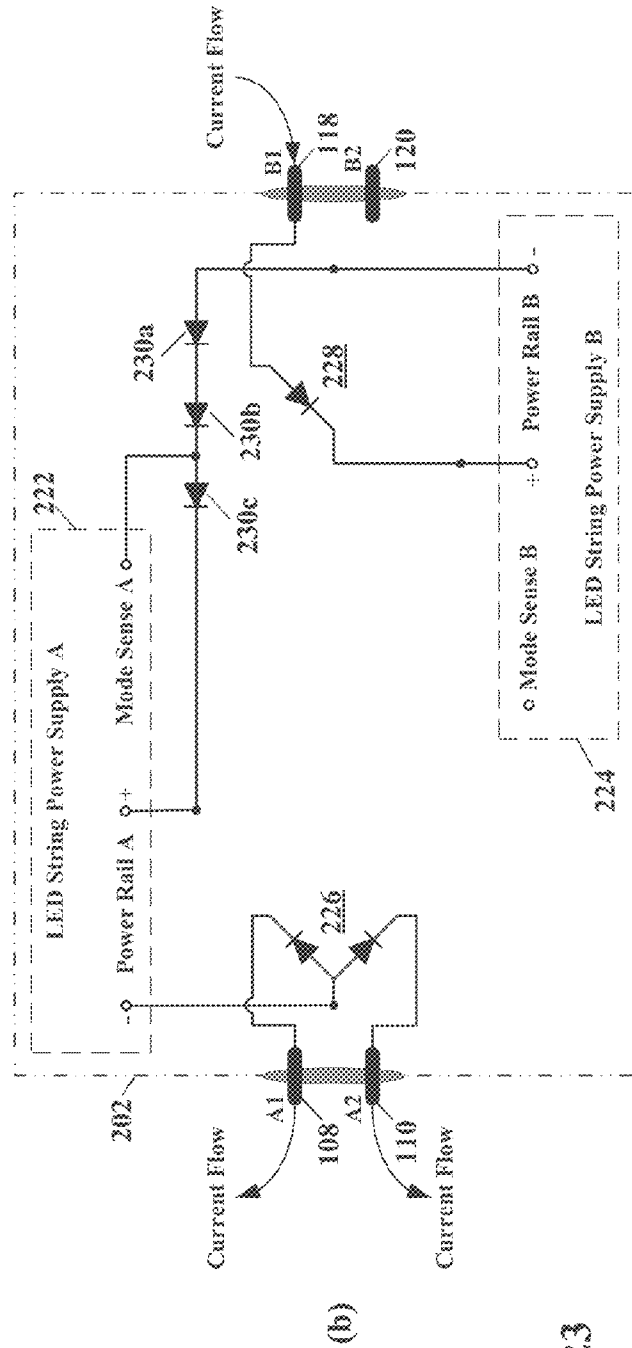 202
222
LED String Power Supply A
- Power Rail A +
Mode Sense A
230a
230b
230c
Current Flow
A1
108
A2
110
Current Flow
226
228
Current Flow
B1
118
B2
120
Mode Sense B
+ Power Rail B -
LED String Power Supply B
224
(b)
23